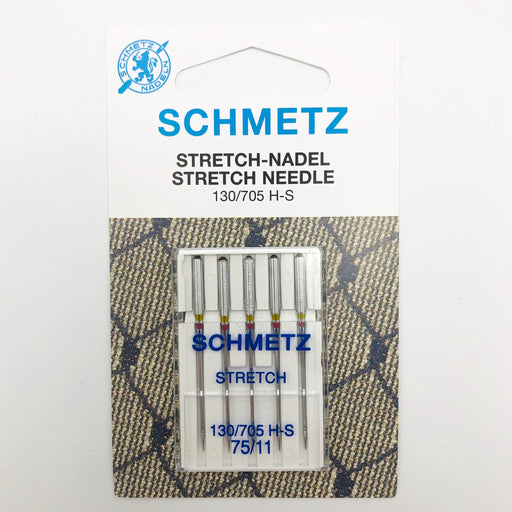 SCHMETZ
NADELN
SCHMETZ
STRETCH-NADEL
STRETCH NEEDLE
130/705 H-S
SCHMETZ
STRETCH
130/705 H-S
75/11